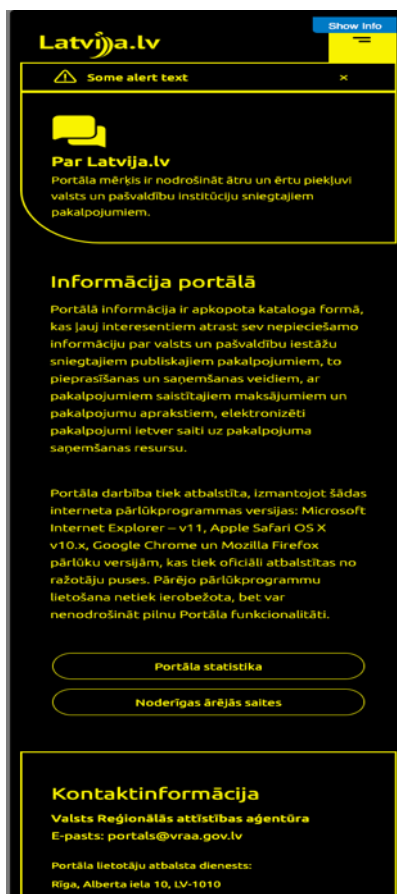 Show Info
Latvija.lv
Some alert text ×
Par Latvija.lv
Portāla mērķis ir nodrošināt ātru un ērtu piekļuvi
valsts un pašvaldību institūciju sniegtajiem
pakalpojumiem.
Informācija portālā
Portālā informācija ir apkopota kataloga formā,
kas ļauj interesentiem atrast sev nepieciešamo
informāciju par valsts un pašvaldību iestāžu
sniegtajiem publiskajiem pakalpojumiem, to
pieprasīšanas un saņemšanas veidiem, ar
pakalpojumiem saistītajiem maksājumiem un
pakalpojumu aprakstiem, elektronizēti
pakalpojumi ietver saiti uz pakalpojuma
saņemšanas resursu.
Portāla darbība tiek atbalstīta, izmantojot šādas
interneta pārlūkprogrammas versijas: Microsoft
Internet Explorer – v11, Apple Safari OS X
v10.x, Google Chrome un Mozilla Firefox
pārlūku versijām, kas tiek oficiāli atbalstītas no
ražotāju puses. Pārējo pārlūkprogrammu
lietošana netiek ierobežota, bet var
nenodrošināt pilnu Portāla funkcionalitāti.
Portāla statistika
Noderīgas ārējās saites
Kontaktinformācija
Valsts Reģionālās attīstības aģentūra
E-pasts: portals@vraa.gov.lv
Portāla lietotāju atbalsta dienests:
Rīga, Alberta iela 10, LV-1010